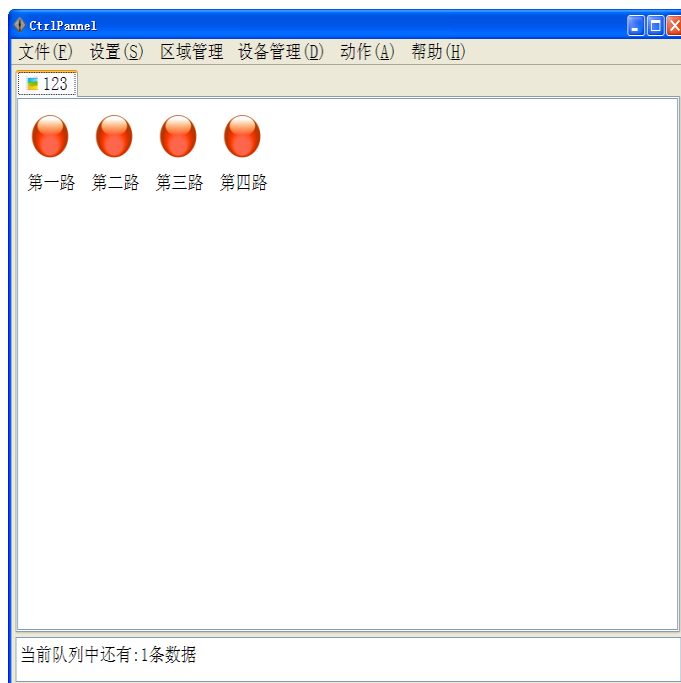 CtrlPannel
文件(F) 设置(S) 区域管理 设备管理(D) 动作(A) 帮助(H)
123
第一路 第二路 第三路 第四路
当前队列中还有:1条数据